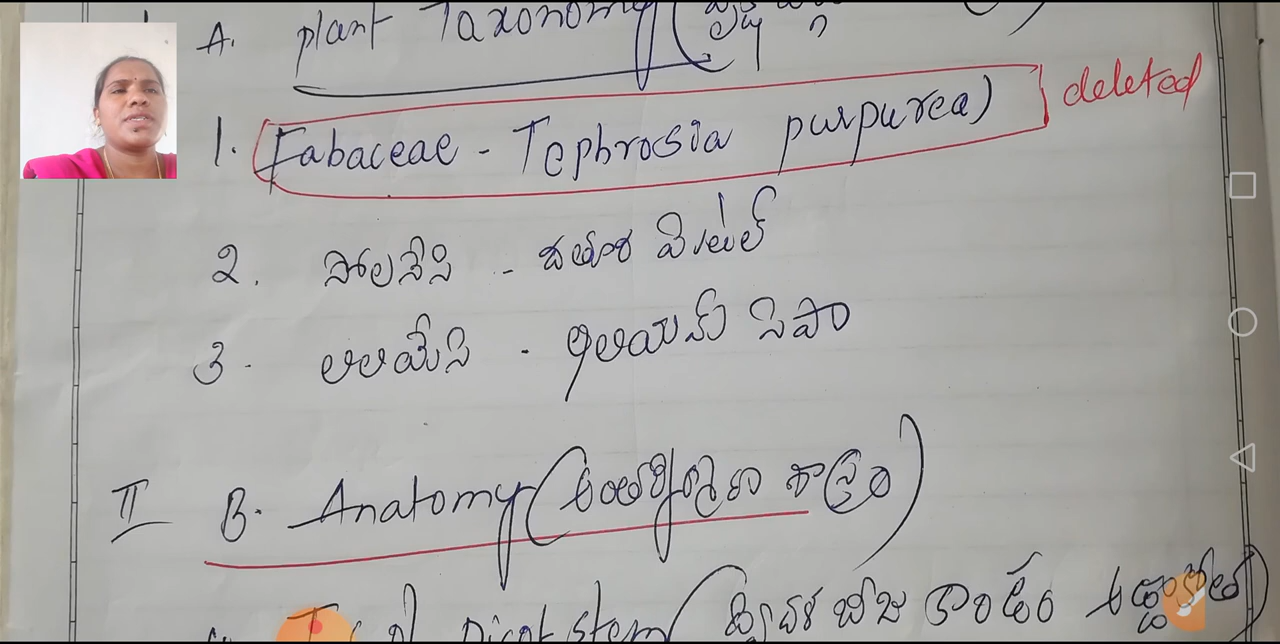 A. plant Taxonomy (
1. Fabaceae - Tephrosia purpurea) } deleted
2. సోలనేసి - దతూర మెటల్
3. లిలియేసి - అలియమ్ సిపా
II B. Anatomy (అంతర్నిర్మాణ శాస్త్రం)
Dicot stem (ద్విదళ బీజ కాండం అడ్డుకోత)